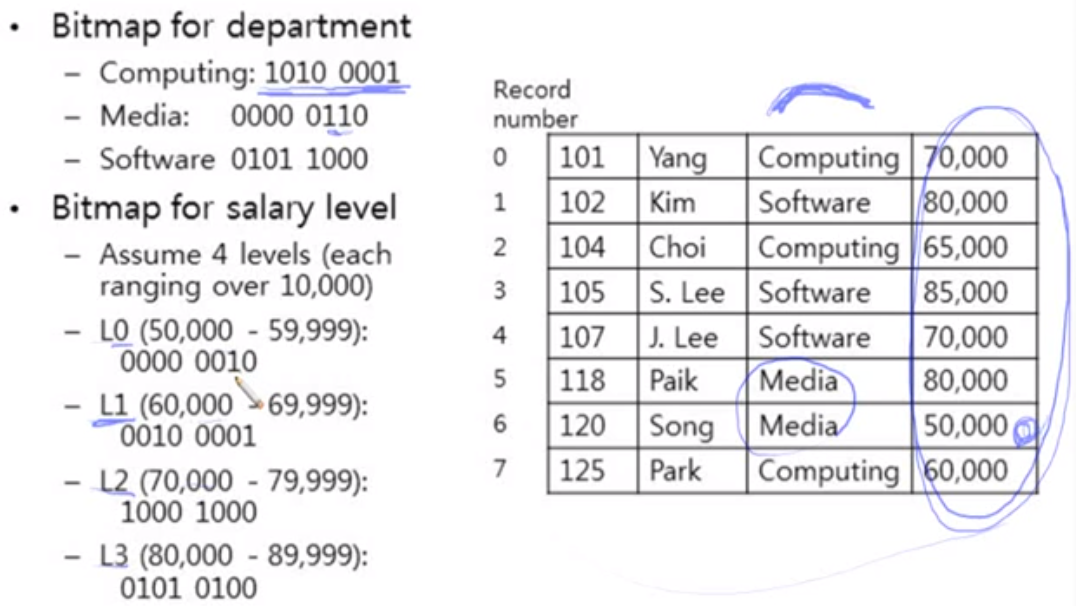 • Bitmap for department
– Computing: 1010 0001
– Media: 0000 0110
– Software 0101 1000
• Bitmap for salary level
– Assume 4 levels (each
ranging over 10,000)
– L0 (50,000 - 59,999):
0000 0010
– L1 (60,000 - 69,999):
0010 0001
– L2 (70,000 - 79,999):
1000 1000
– L3 (80,000 - 89,999):
0101 0100
Record
number
0 101 Yang Computing 70,000
1 102 Kim Software 80,000
2 104 Choi Computing 65,000
3 105 S. Lee Software 85,000
4 107 J. Lee Software 70,000
5 118 Paik Media 80,000
6 120 Song Media 50,000
7 125 Park Computing 60,000